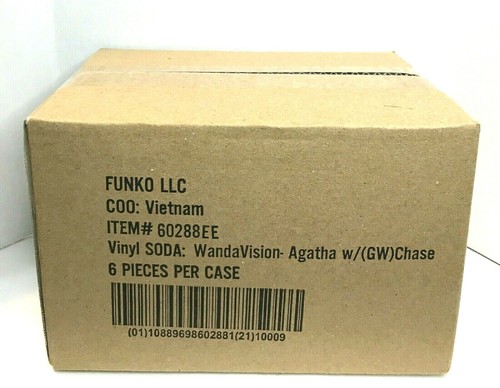 FUNKO LLC
COO: Vietnam
ITEM# 60288EE
Vinyl SODA: WandaVision- Agatha w/(GW)Chase
6 PIECES PER CASE
(01)10889698602881(21)10009